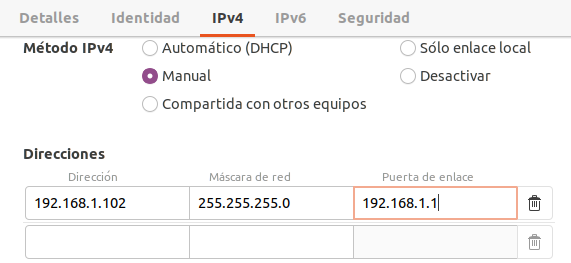 Detalles Identidad IPv4 IPv6 Seguridad
Método IPv4 Automático (DHCP) Sólo enlace local
Manual Desactivar
Compartida con otros equipos
Direcciones
Dirección Máscara de red Puerta de enlace
192.168.1.102 255.255.255.0 192.168.1.1